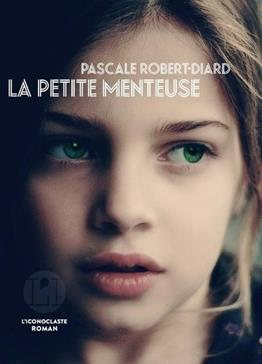 PASCALE ROBERT-DIARD
LA PETITE MENTEUSE
L'ICONOCLASTE
ROMAN